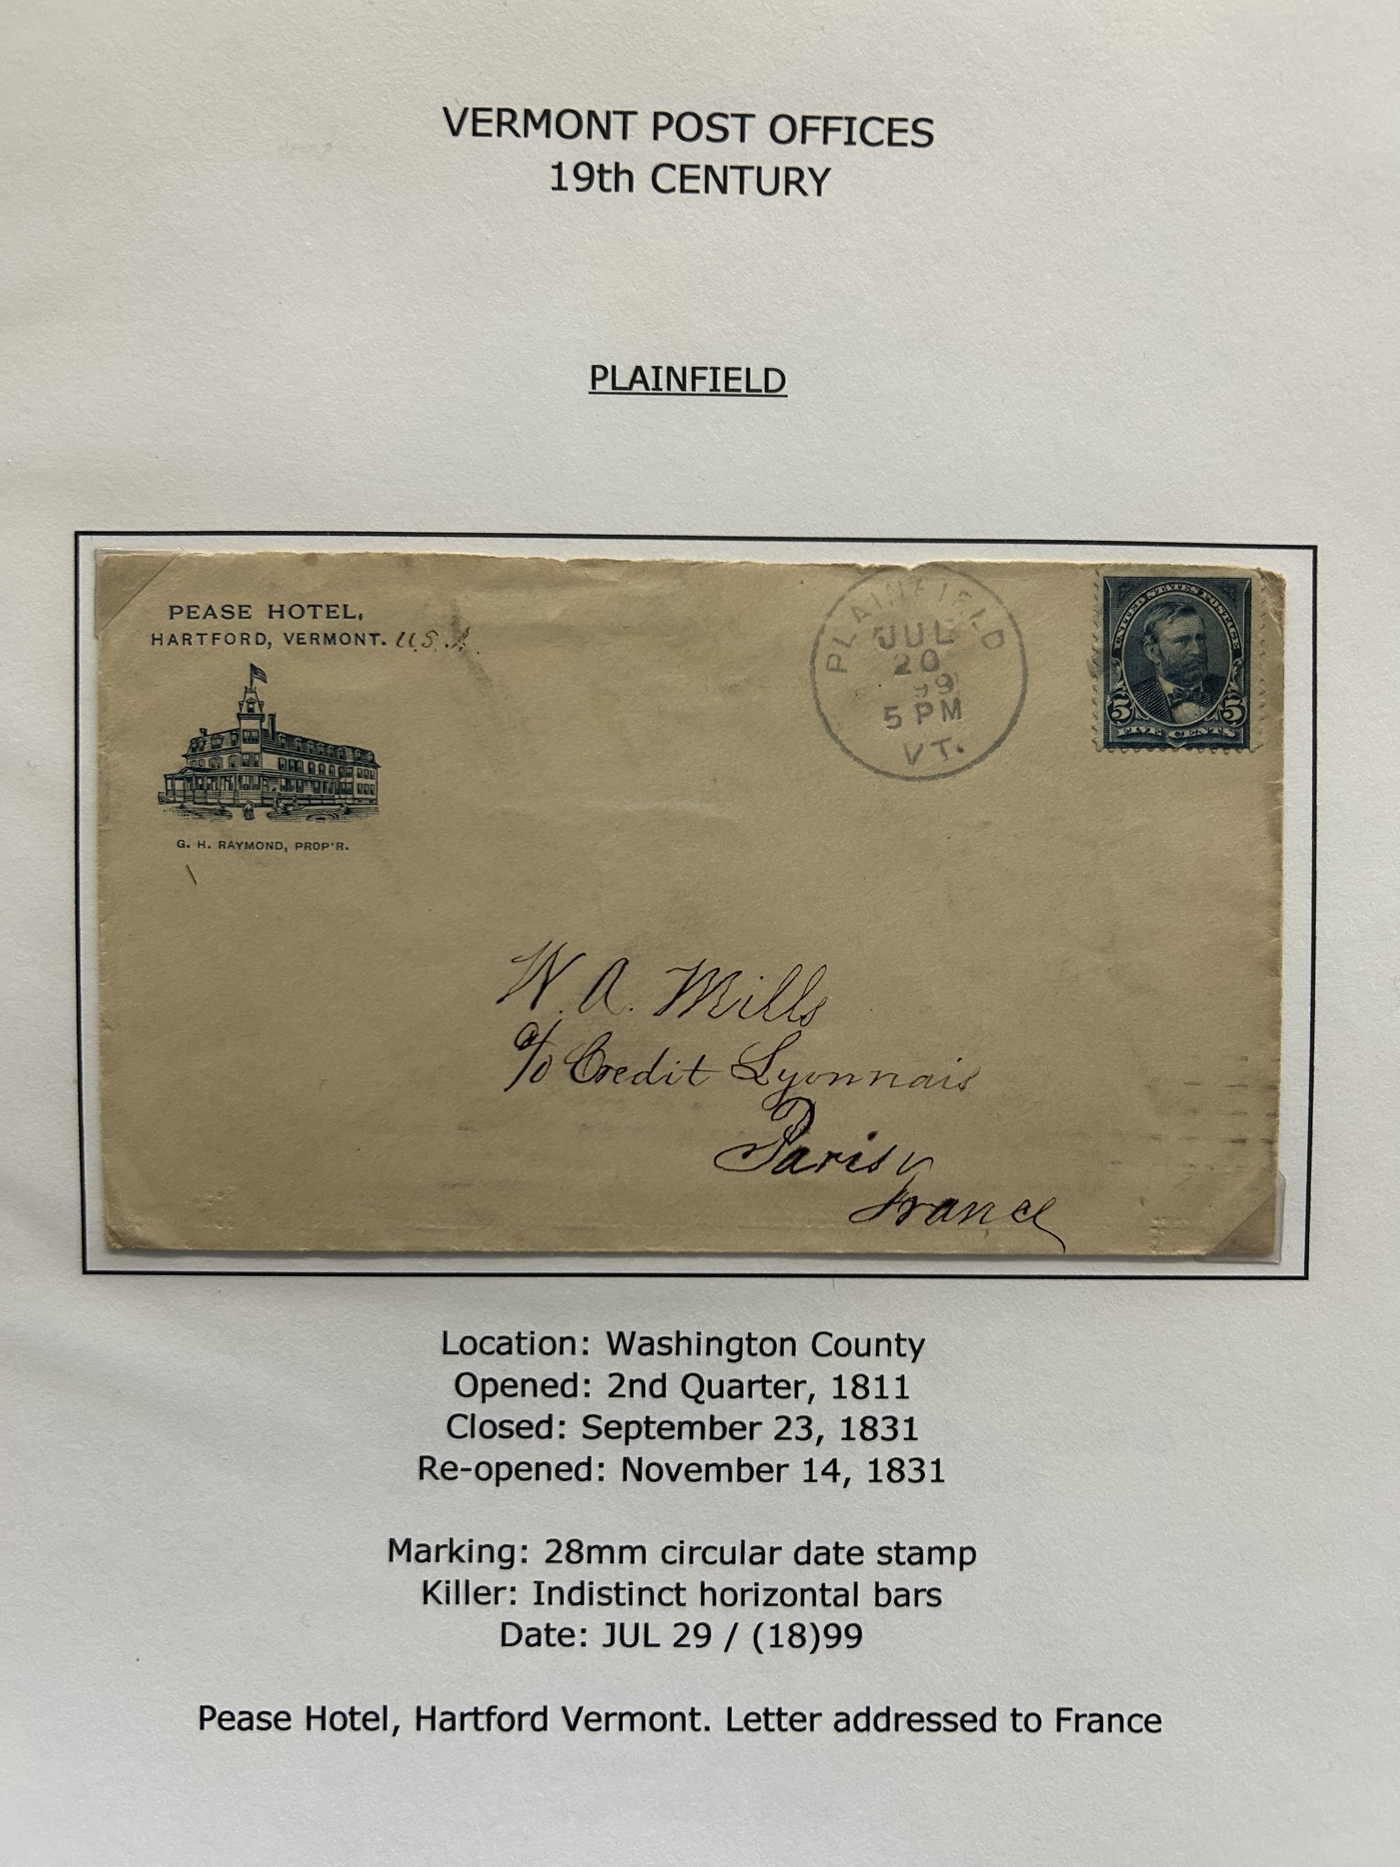 VERMONT POST OFFICES
19th CENTURY
PLAINFIELD
PEASE HOTEL,
HARTFORD, VERMONT. U.S.A.
G. H. RAYMOND, PROP'R.
PLAINFIELD
JUL
20
99
5 PM
VT.
UNITED STATES POSTAGE
5 5
FIVE CENTS
W. A. Mills
c/o Credit Lyonnais
Paris
France
Location: Washington County
Opened: 2nd Quarter, 1811
Closed: September 23, 1831
Re-opened: November 14, 1831
Marking: 28mm circular date stamp
Killer: Indistinct horizontal bars
Date: JUL 29 / (18)99
Pease Hotel, Hartford Vermont. Letter addressed to France